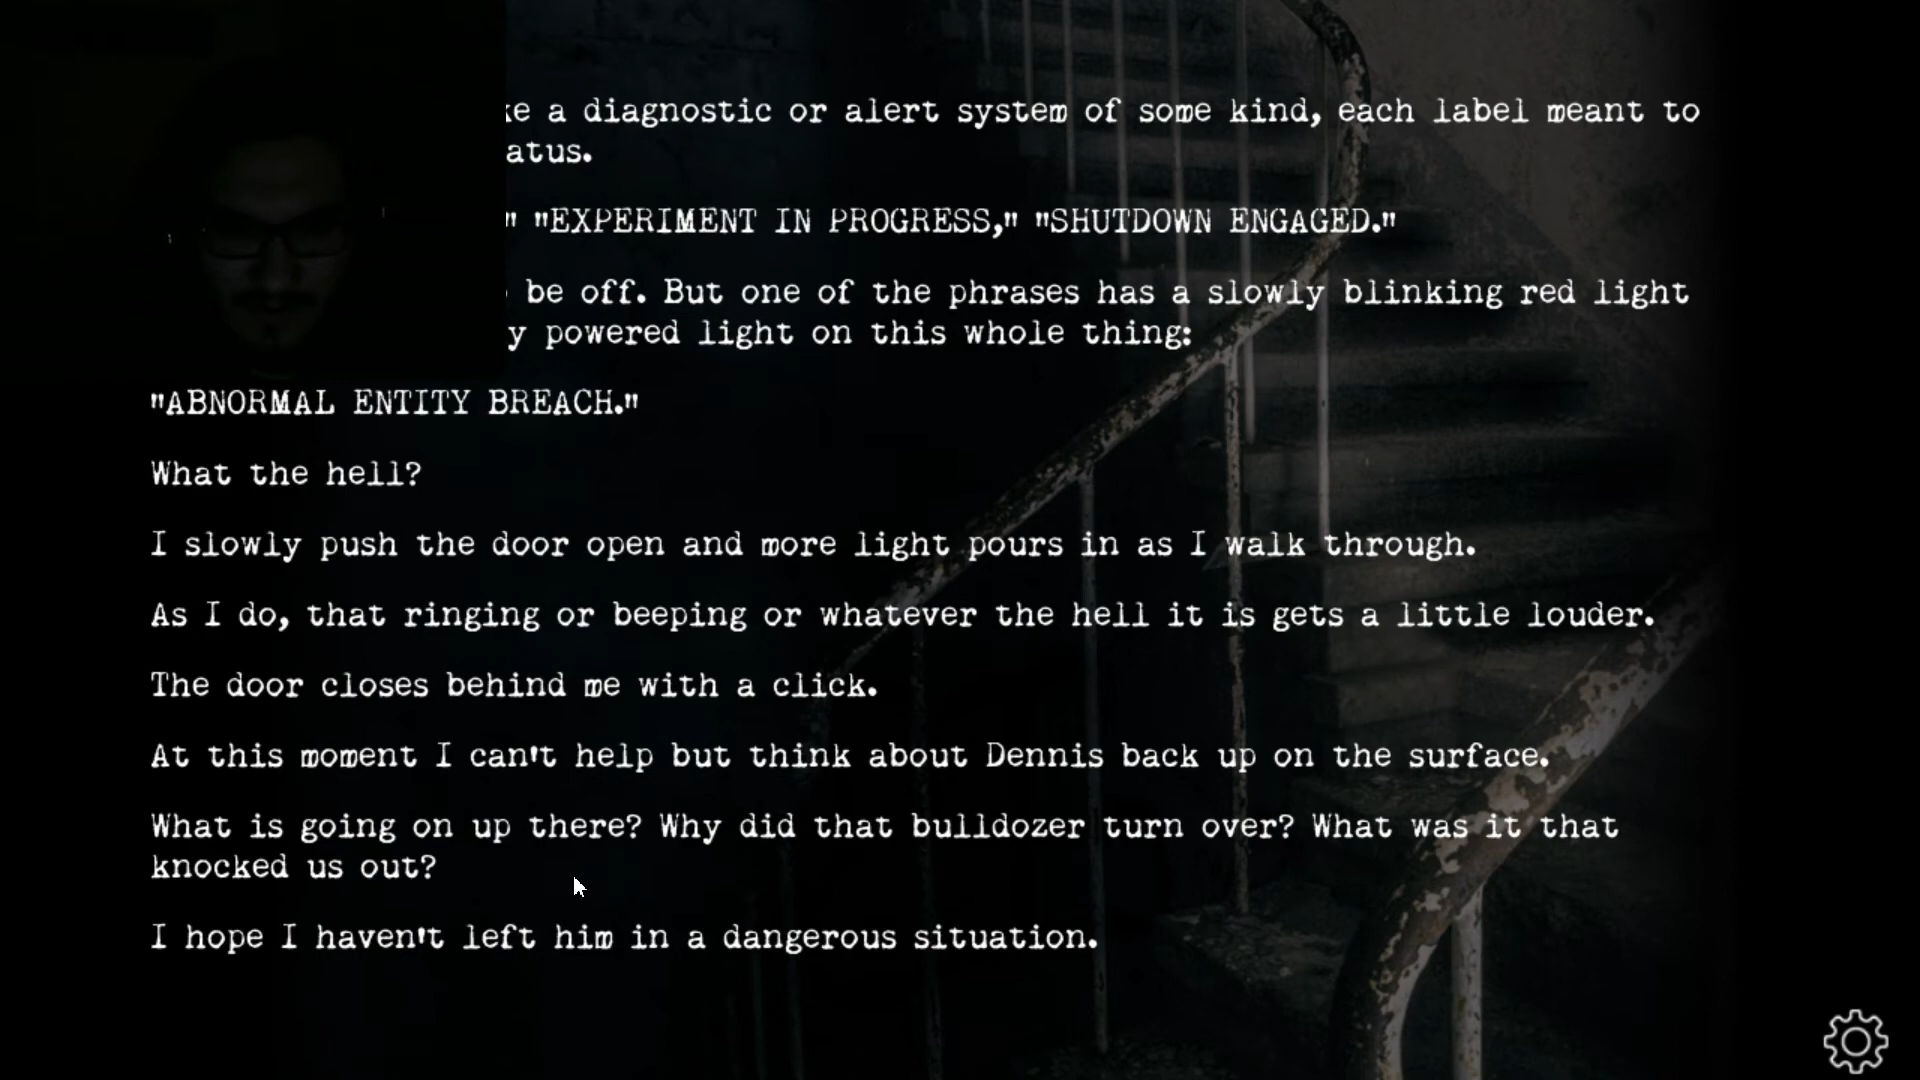 a diagnostic or alert system of some kind, each label meant to
"EXPERIMENT IN PROGRESS," "SHUTDOWN ENGAGED."
be off. But one of the phrases has a slowly blinking red light
powered light on this whole thing:
"ABNORMAL ENTITY BREACH."
What the hell?
I slowly push the door open and more light pours in as I walk through.
As I do, that ringing or beeping or whatever the hell it is gets a little louder.
The door closes behind me with a click.
At this moment I can't help but think about Dennis back up on the surface.
What is going on up there? Why did that bulldozer turn over? What was it that
knocked us out?
I hope I haven't left him in a dangerous situation.